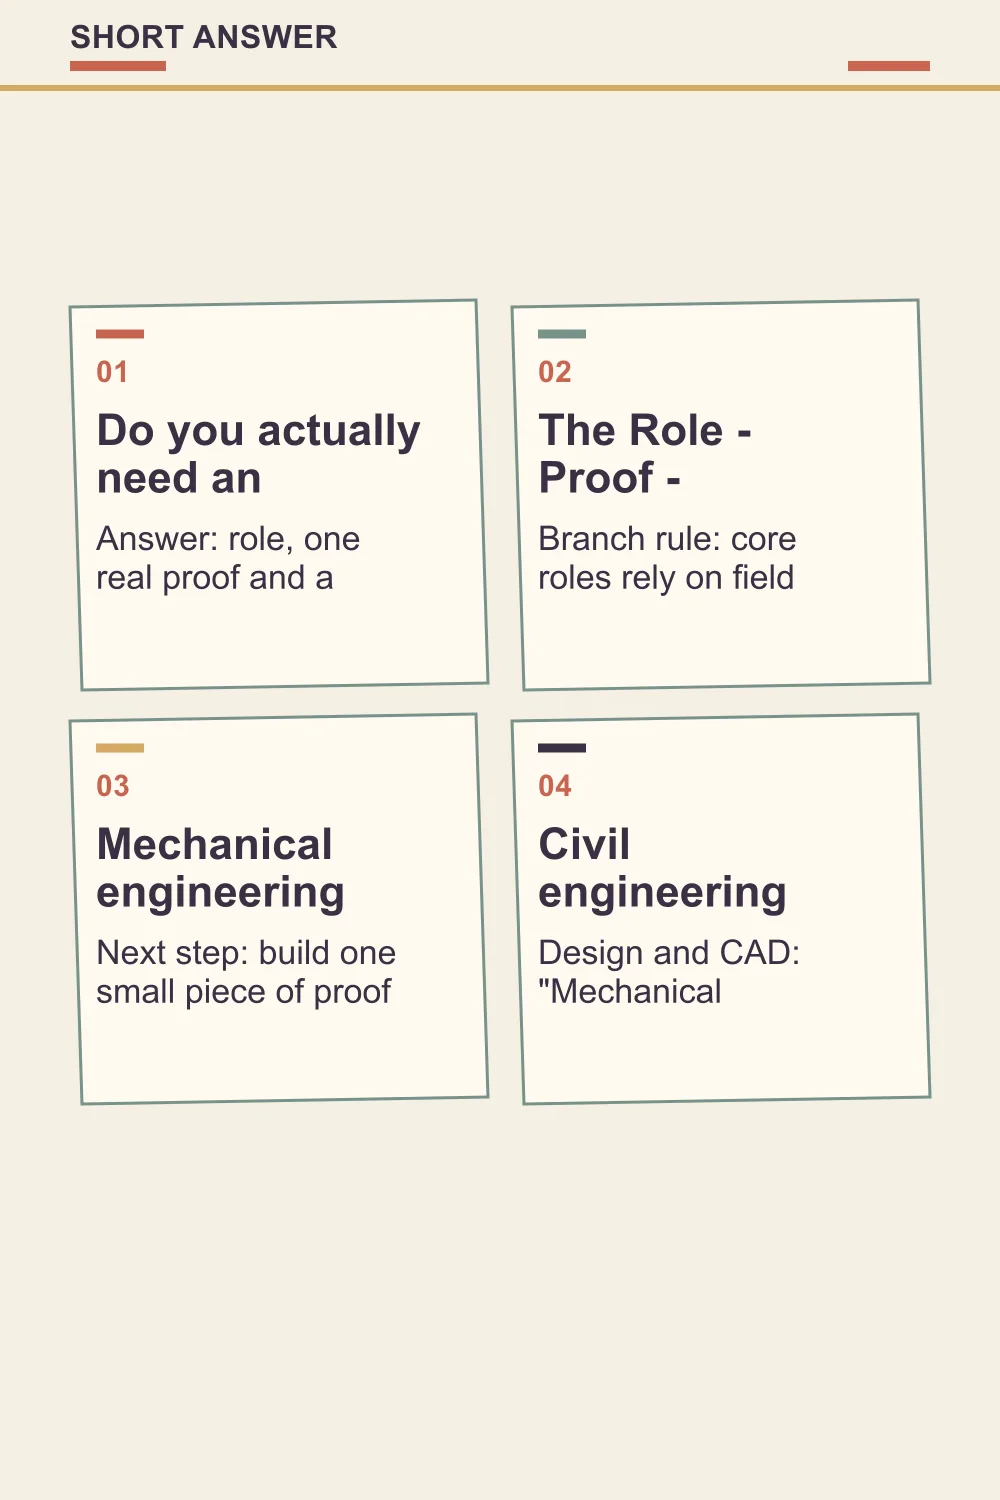 SHORT ANSWER
01
Do you actually
need an
Answer: role, one
real proof and a
02
The Role -
Proof -
Branch rule: core
roles rely on field
03
Mechanical
engineering
Next step: build one
small piece of proof
04
Civil
engineering
Design and CAD:
"Mechanical